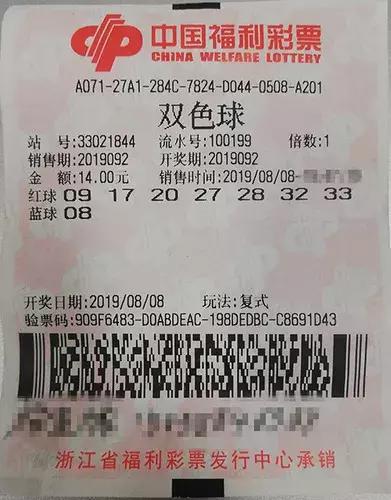 中国福利彩票
CHINA WELFARE LOTTERY
A071-27A1-284C-7824-D044-0508-A201
双色球
站 号:33021844 流水号:100199 倍数:1
销售期:2019092 开奖期:2019092
金 额:14.00元 销售时间:2019/08/08-
红球 09 17 20 27 28 32 33
蓝球 08
开奖日期:2019/08/08 玩法:复式
验票码:909F6483-D0ABDEAC-198DEDBC-C8691D43
浙江省福利彩票发行中心承销